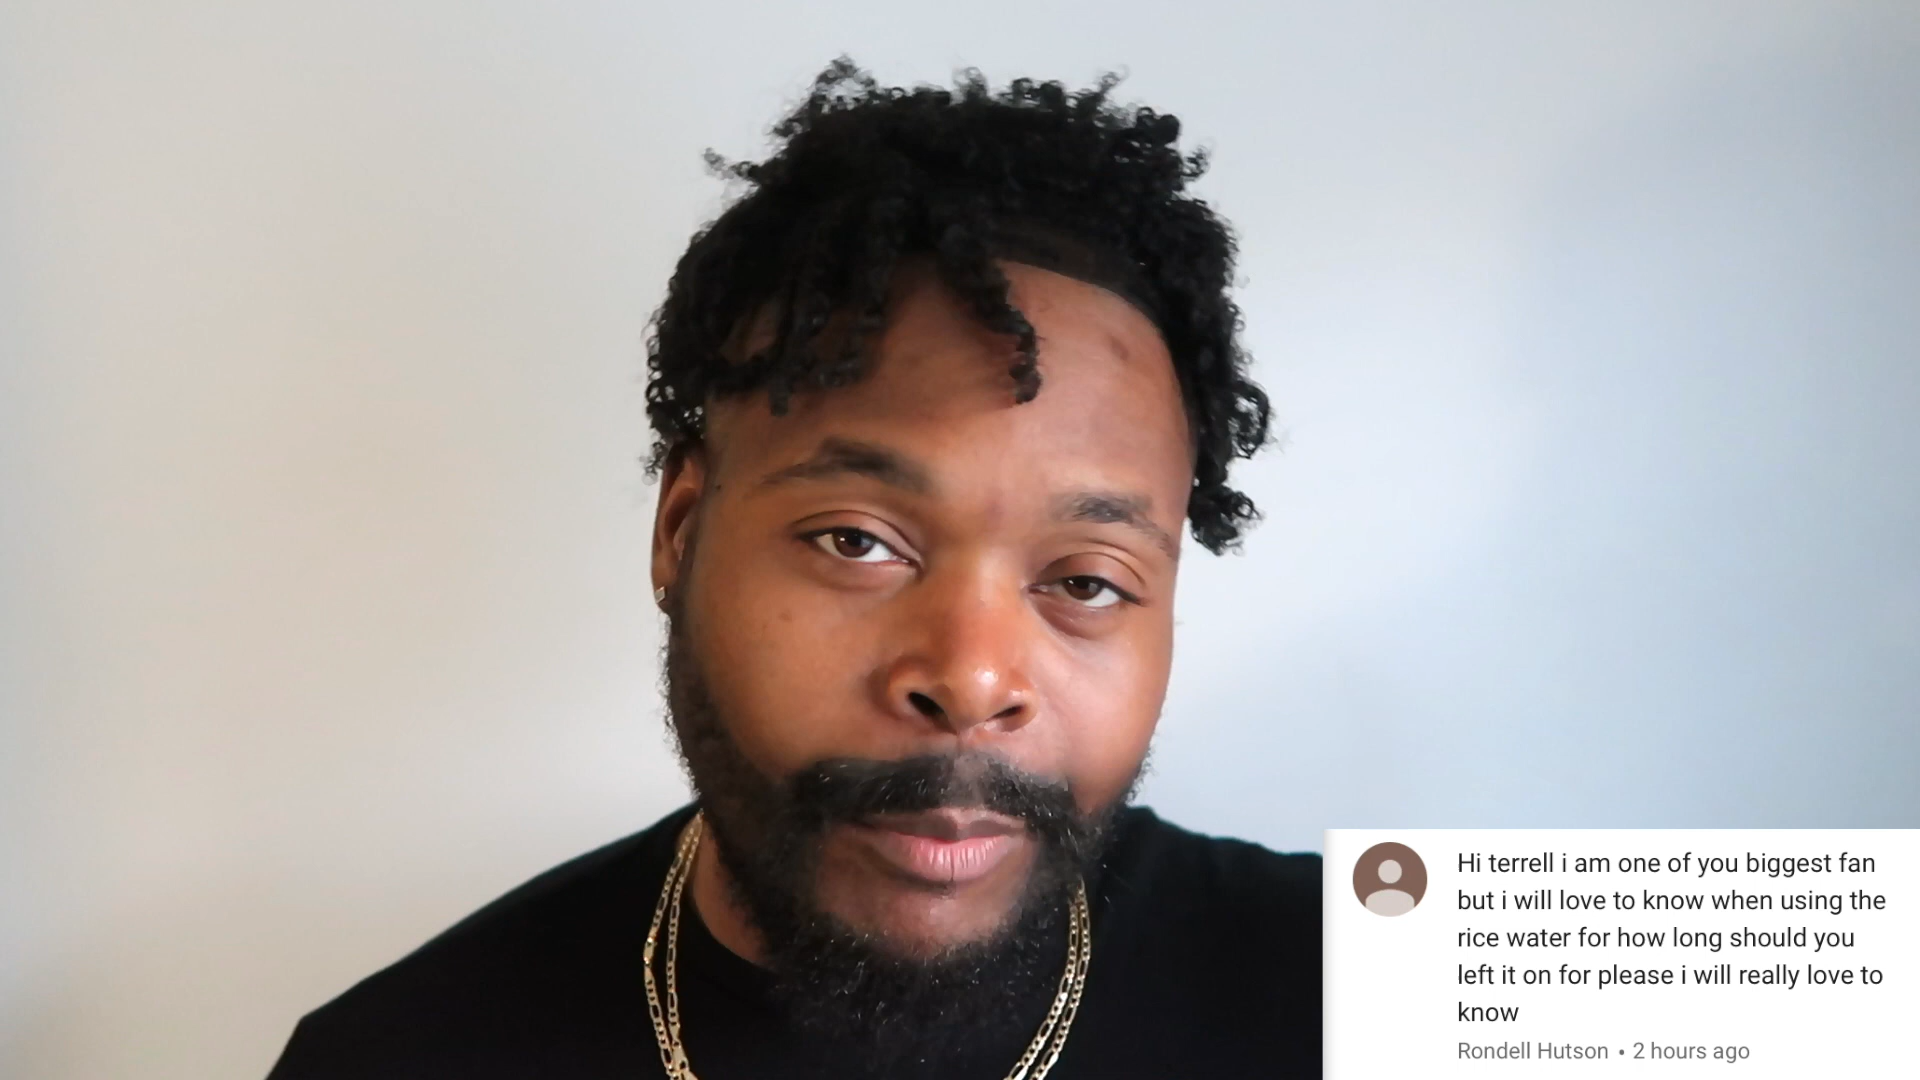 Hi terrell i am one of you biggest fan
but i will love to know when using the
rice water for how long should you
left it on for please i will really love to
know
Rondell Hutson • 2 hours ago